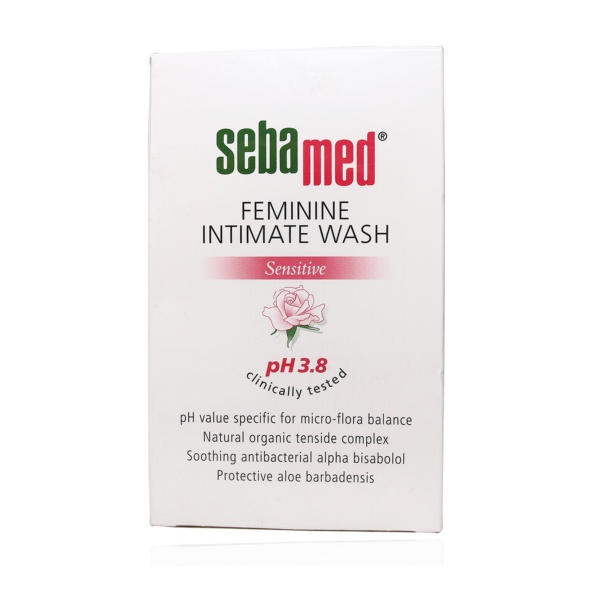 sebamed®
FEMININE
INTIMATE WASH
Sensitive
pH 3.8
clinically tested
pH value specific for micro-flora balance
Natural organic tenside complex
Soothing antibacterial alpha bisabolol
Protective aloe barbadensis